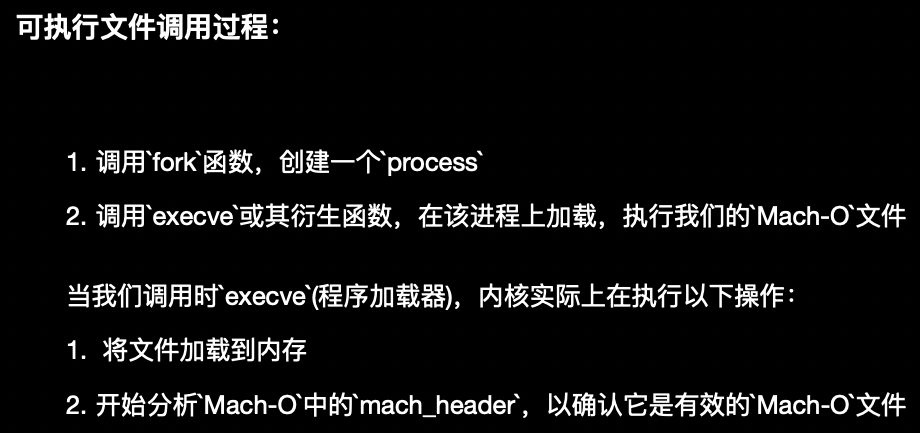 可执行文件调用过程：
1. 调用`fork`函数，创建一个`process`
2. 调用`execve`或其衍生函数，在该进程上加载，执行我们的`Mach-O`文件
当我们调用时`execve`(程序加载器)，内核实际上在执行以下操作：
1. 将文件加载到内存
2. 开始分析`Mach-O`中的`mach_header`，以确认它是有效的`Mach-O`文件